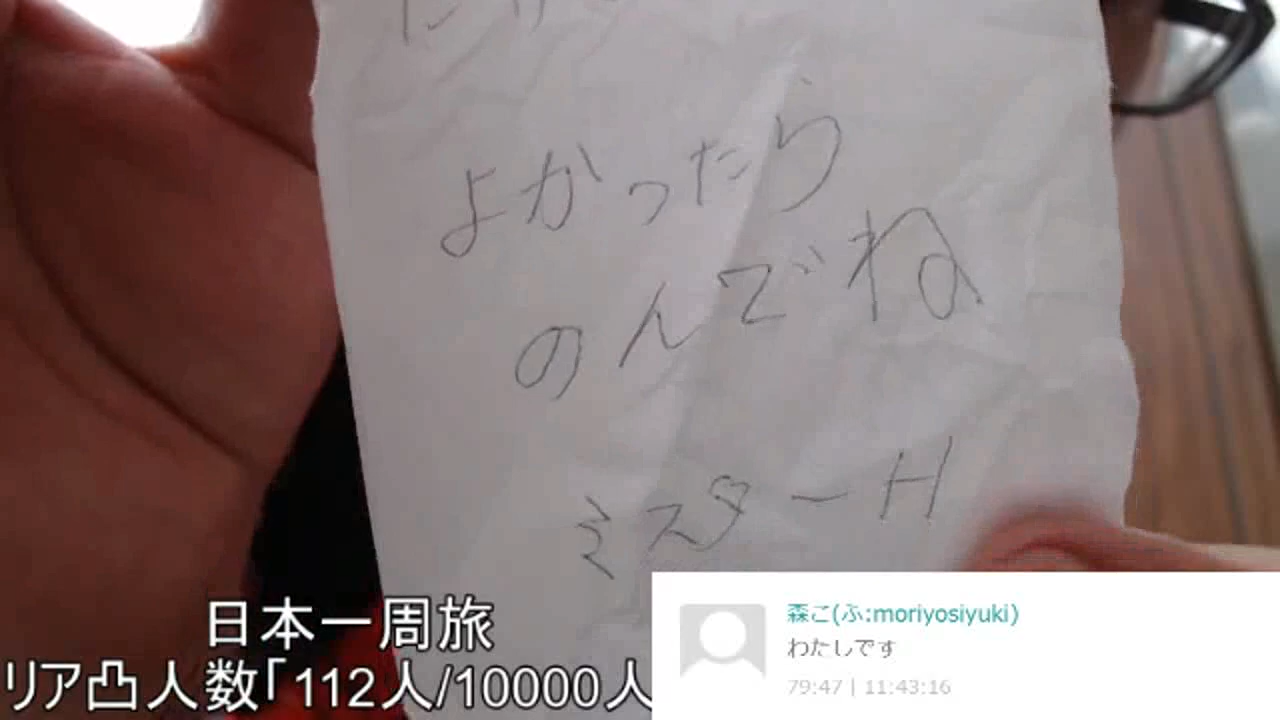 よかったら
のんでね
ミスターH
日本一周旅
リア凸人数「112人/10000人
森こ(ふ:moriyosiyuki)
わたしです
79:47 | 11:43:16